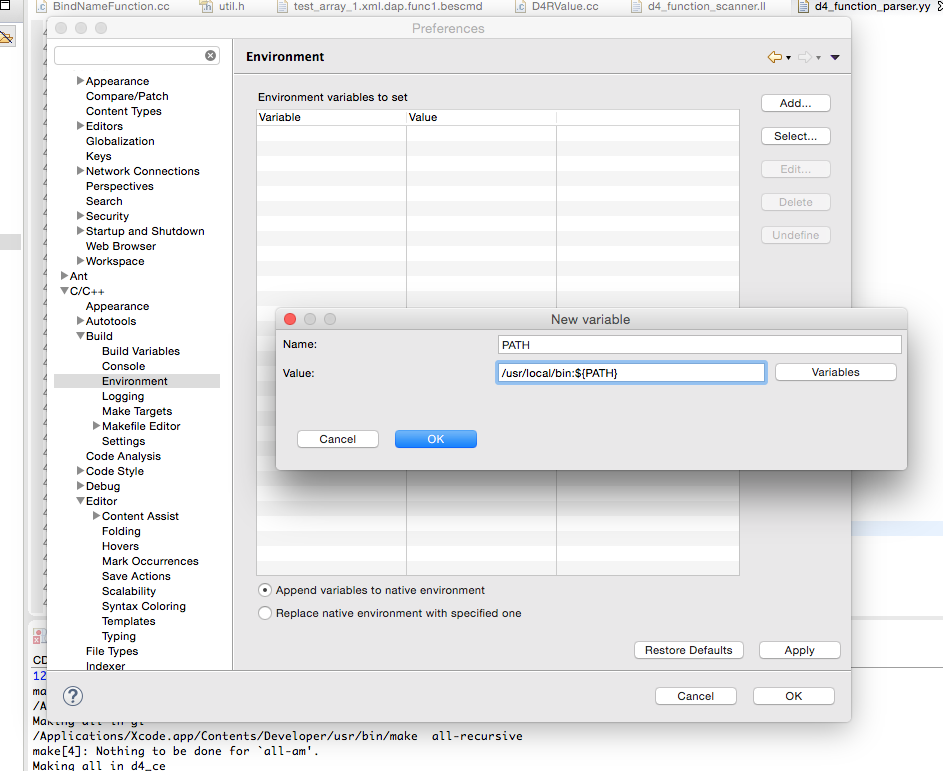 BindNameFunction.cc
util.h
test_array_1.xml.dap.func1.bescmd
D4RValue.cc
d4_function_scanner.ll
d4_function_parser.yy
Preferences
Environment
Appearance
Compare/Patch
Content Types
Editors
Globalization
Keys
Network Connections
Perspectives
Search
Security
Startup and Shutdown
Web Browser
Workspace
Ant
C/C++
Appearance
Autotools
Build
Build Variables
Console
Environment
Logging
Make Targets
Makefile Editor
Settings
Code Analysis
Code Style
Debug
Editor
Content Assist
Folding
Hovers
Mark Occurrences
Save Actions
Scalability
Syntax Coloring
Templates
Typing
File Types
Indexer
Environment variables to set
Variable Value
Add...
Select...
Edit...
Delete
Undefine
New variable
Name: PATH
Value: /usr/local/bin:${PATH} Variables
Cancel OK
Append variables to native environment
Replace native environment with specified one
Restore Defaults Apply
? Cancel OK
CD
12
ma
/A
Making all in gl
/Applications/Xcode.app/Contents/Developer/usr/bin/make all-recursive
make[4]: Nothing to be done for `all-am'.
Making all in d4_ce